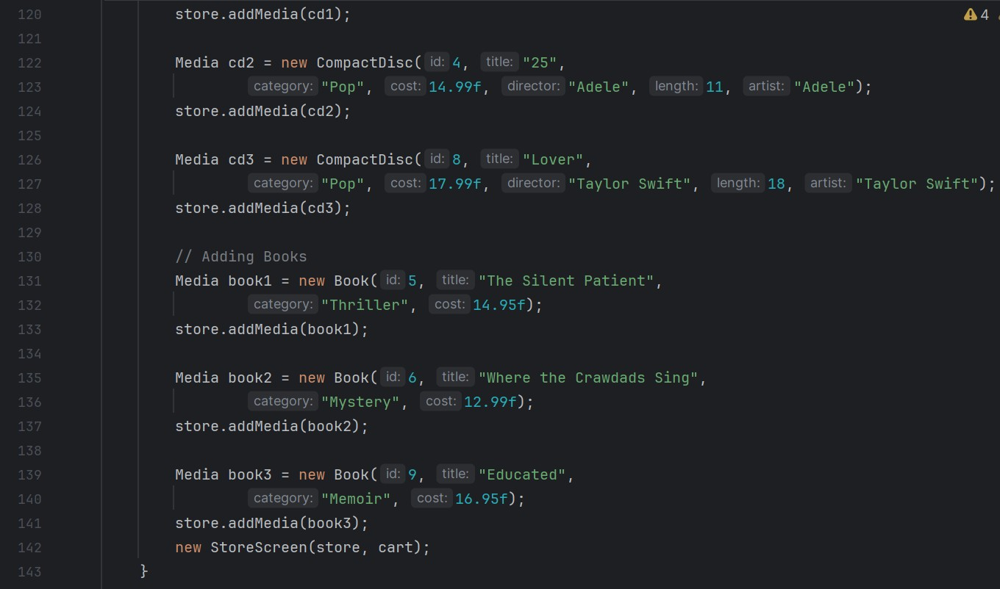 120 store.addMedia(cd1); 4
121
122 Media cd2 = new CompactDisc( id: 4, title: "25",
123 category: "Pop", cost: 14.99f, director: "Adele", length: 11, artist: "Adele");
124 store.addMedia(cd2);
125
126 Media cd3 = new CompactDisc( id: 8, title: "Lover",
127 category: "Pop", cost: 17.99f, director: "Taylor Swift", length: 18, artist: "Taylor Swift");
128 store.addMedia(cd3);
129
130 // Adding Books
131 Media book1 = new Book( id: 5, title: "The Silent Patient",
132 category: "Thriller", cost: 14.95f);
133 store.addMedia(book1);
134
135 Media book2 = new Book( id: 6, title: "Where the Crawdads Sing",
136 category: "Mystery", cost: 12.99f);
137 store.addMedia(book2);
138
139 Media book3 = new Book( id: 9, title: "Educated",
140 category: "Memoir", cost: 16.95f);
141 store.addMedia(book3);
142 new StoreScreen(store, cart);
143 }